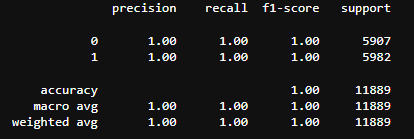 precision recall f1-score support
0 1.00 1.00 1.00 5907
1 1.00 1.00 1.00 5982
accuracy 1.00 11889
macro avg 1.00 1.00 1.00 11889
weighted avg 1.00 1.00 1.00 11889